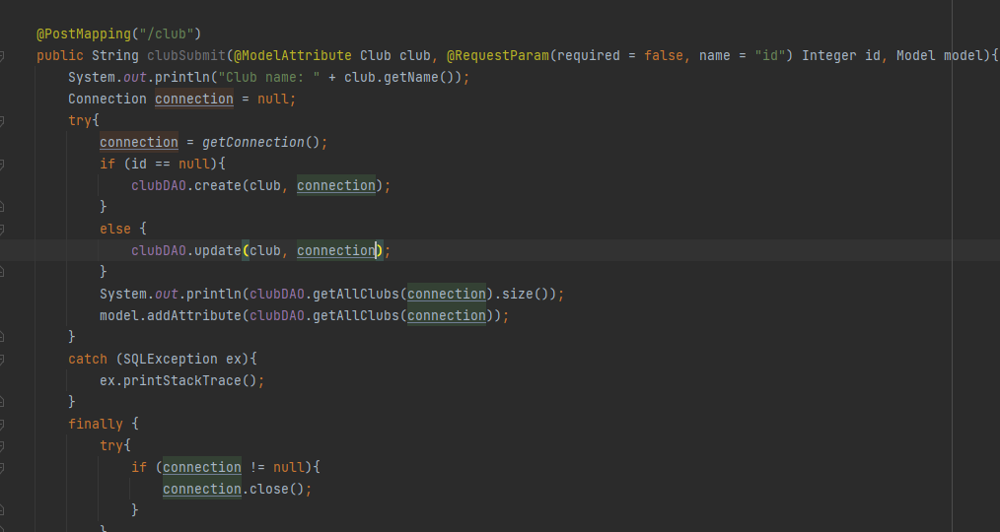 @PostMapping("/club")
public String clubSubmit(@ModelAttribute Club club, @RequestParam(required = false, name = "id") Integer id, Model model){
System.out.println("Club name: " + club.getName());
Connection connection = null;
try{
connection = getConnection();
if (id == null){
clubDAO.create(club, connection);
}
else {
clubDAO.update(club, connection);
}
System.out.println(clubDAO.getAllClubs(connection).size());
model.addAttribute(clubDAO.getAllClubs(connection));
}
catch (SQLException ex){
ex.printStackTrace();
}
finally {
try{
if (connection != null){
connection.close();
}
}